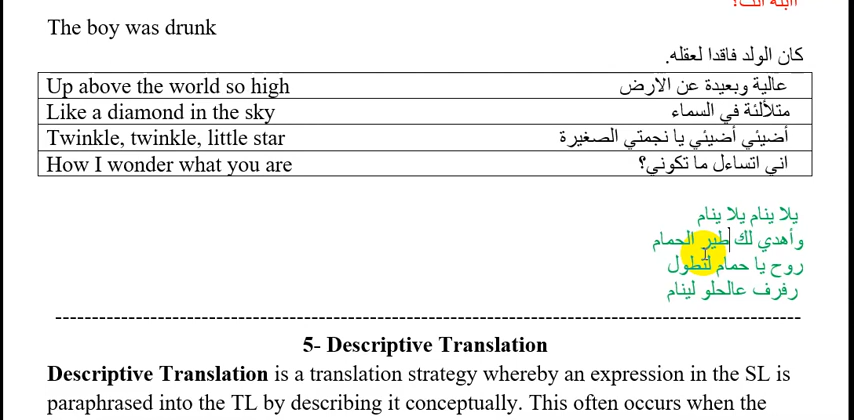 The boy was drunk
كان الولد فاقدا لعقله.
Up above the world so high عالية وبعيدة عن الارض
Like a diamond in the sky متلألئة في السماء
Twinkle, twinkle, little star أضيئي أضيئي يا نجمتي الصغيرة
How I wonder what you are اني اتساءل ما تكوني؟
يلا ينام يلا ينام
وأهدي لك طير الحمام
روح يا حمام لتطول
رفرف عالحلو لينام
5- Descriptive Translation
Descriptive Translation is a translation strategy whereby an expression in the SL is
paraphrased into the TL by describing it conceptually. This often occurs when the